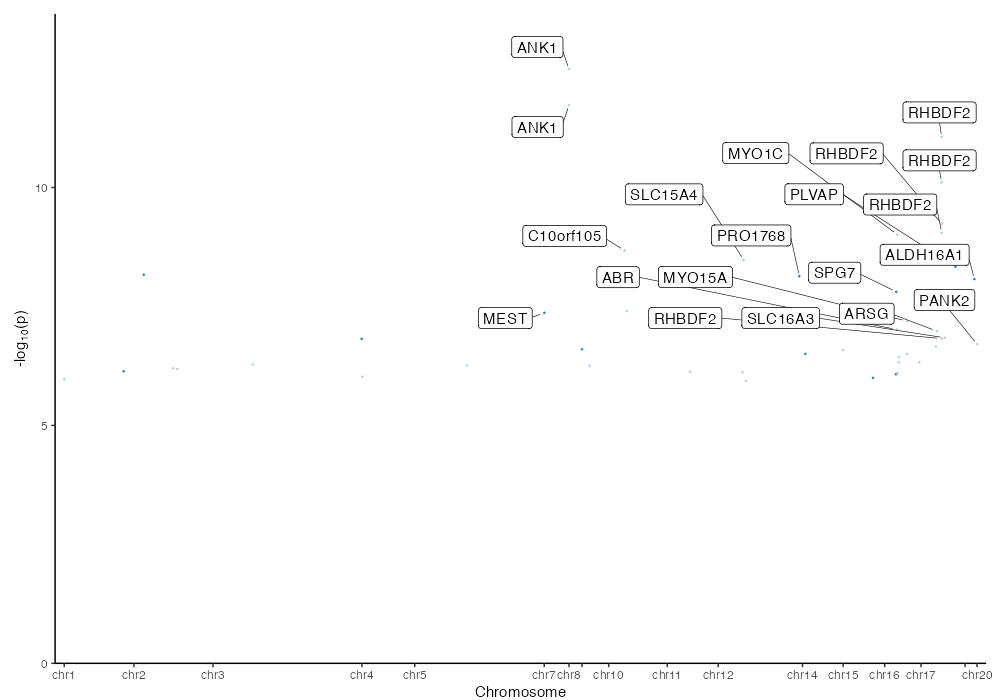 ANK1
RHBDF2
ANK1
MYO1C
RHBDF2
RHBDF2
10
SLC15A4
PLVAP
RHBDF2
C10orf105
PRO1768
ALDH16A1
ABR
MYO15A
SPG7
PANK2
MEST
RHBDF2
SLC16A3
ARSG
-log10(p)
5
0
chr1
chr2
chr3
chr4
chr5
chr7
chr8
chr10
chr11
chr12
chr14
chr15
chr16
chr17
chr20
Chromosome